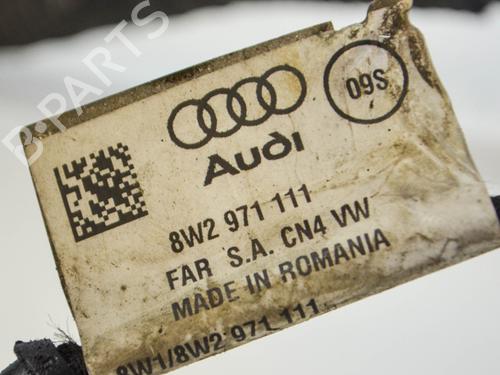 B-PARTS
09S
Audi
8W2 971 111
FAR S.A. CN4 VW
MADE IN ROMANIA
8W1/8W2 971 111